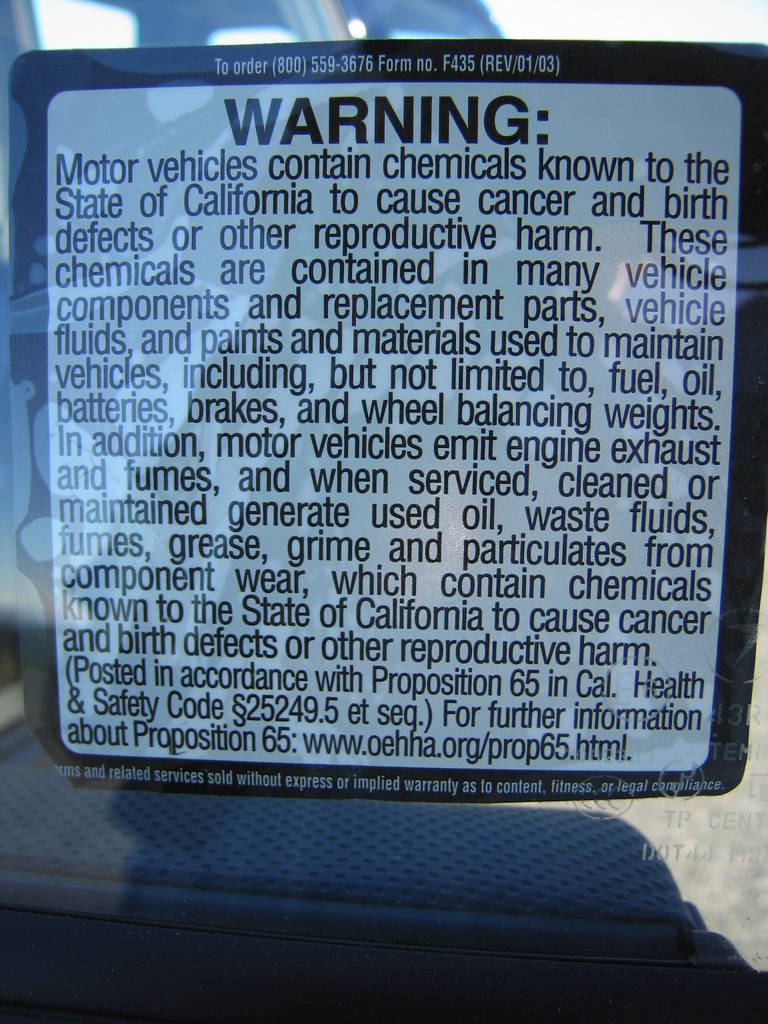 To order (800) 559-3676 Form no. F435 (REV/01/03)
WARNING:
Motor vehicles contain chemicals known to the
State of California to cause cancer and birth
defects or other reproductive harm. These
chemicals are contained in many vehicle
components and replacement parts, vehicle
fluids, and paints and materials used to maintain
vehicles, including, but not limited to, fuel, oil,
batteries, brakes, and wheel balancing weights.
In addition, motor vehicles emit engine exhaust
and fumes, and when serviced, cleaned or
maintained generate used oil, waste fluids,
fumes, grease, grime and particulates from
component wear, which contain chemicals
known to the State of California to cause cancer
and birth defects or other reproductive harm.
(Posted in accordance with Proposition 65 in Cal. Health
& Safety Code §25249.5 et seq.) For further information
about Proposition 65: www.oehha.org/prop65.html.
and related services sold without express or implied warranty as to content, fitness, or legal compliance.